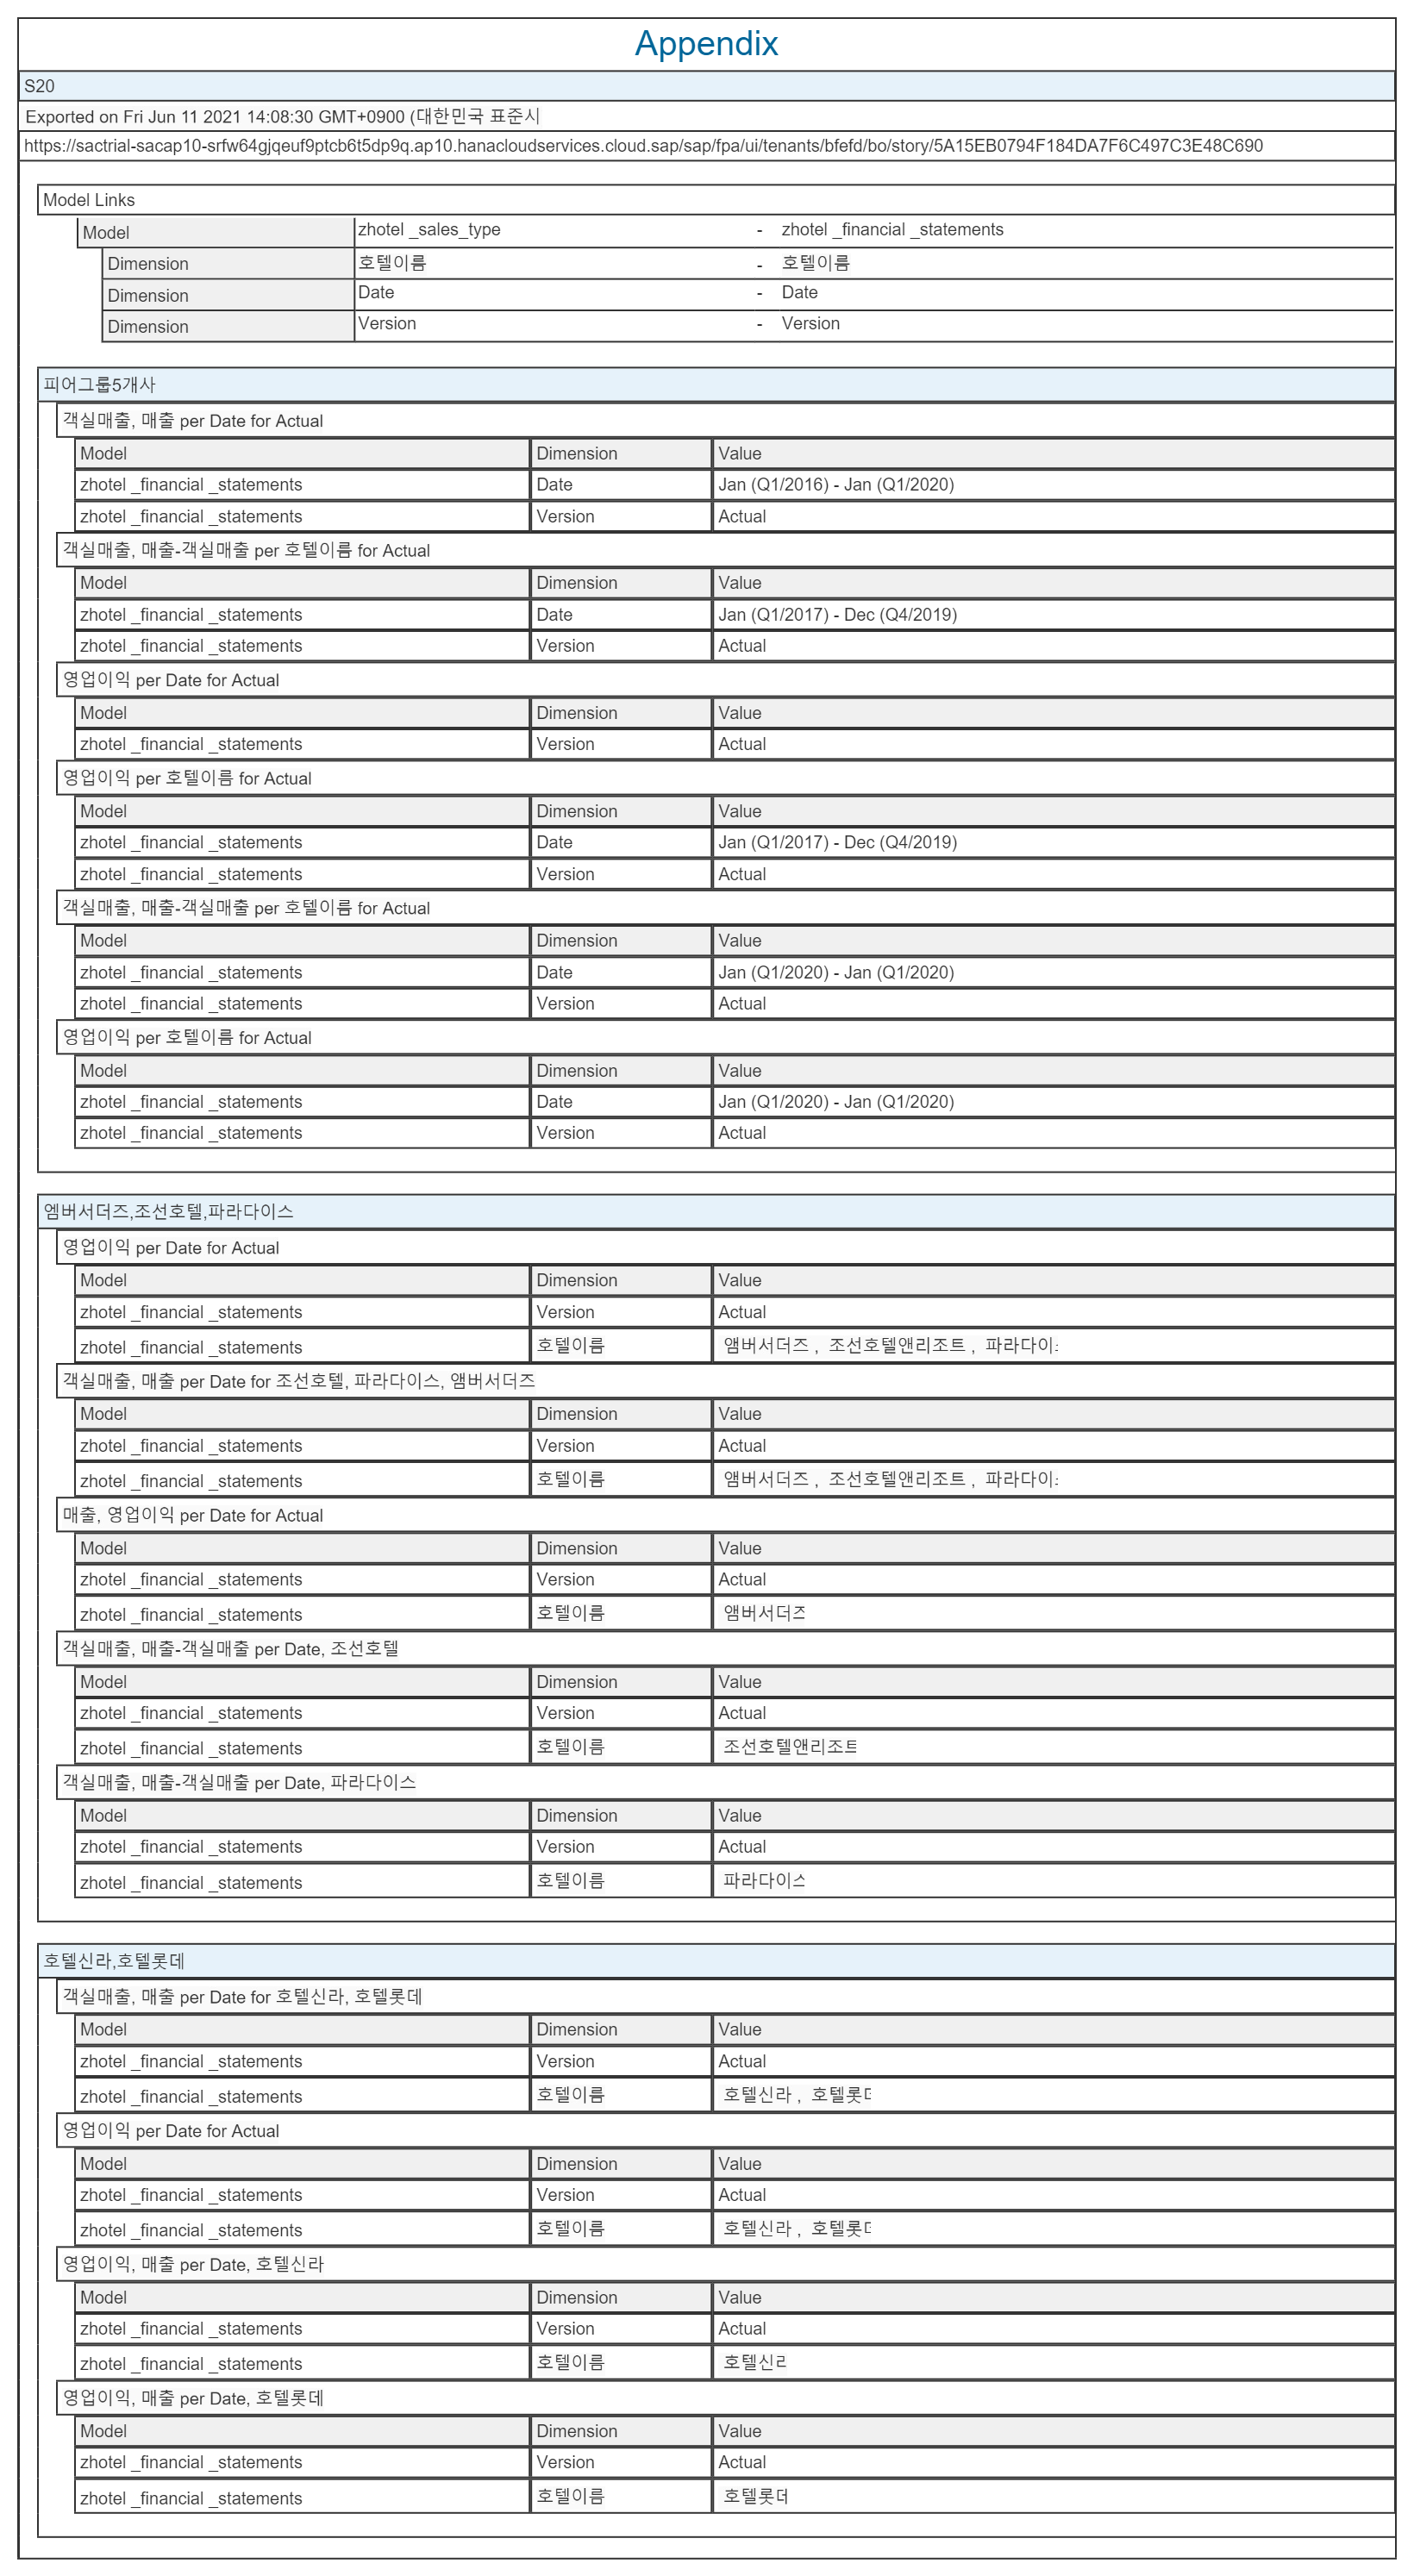 Appendix
S20
Exported on Fri Jun 11 2021 14:08:30 GMT+0900 (대한민국 표준시
https://sactrial-sacap10-srfw64gjqeuf9ptcb6t5dp9q.ap10.hanacloudservices.cloud.sap/sap/fpa/ui/tenants/bfefd/bo/story/5A15EB0794F184DA7F6C497C3E48C690
Model Links
Model zhotel _sales_type - zhotel _financial _statements
Dimension 호텔이름 - 호텔이름
Dimension Date - Date
Dimension Version - Version
피어그룹5개사
객실매출, 매출 per Date for Actual
Model Dimension Value
zhotel _financial _statements Date Jan (Q1/2016) - Jan (Q1/2020)
zhotel _financial _statements Version Actual
객실매출, 매출-객실매출 per 호텔이름 for Actual
Model Dimension Value
zhotel _financial _statements Date Jan (Q1/2017) - Dec (Q4/2019)
zhotel _financial _statements Version Actual
영업이익 per Date for Actual
Model Dimension Value
zhotel _financial _statements Version Actual
영업이익 per 호텔이름 for Actual
Model Dimension Value
zhotel _financial _statements Date Jan (Q1/2017) - Dec (Q4/2019)
zhotel _financial _statements Version Actual
객실매출, 매출-객실매출 per 호텔이름 for Actual
Model Dimension Value
zhotel _financial _statements Date Jan (Q1/2020) - Jan (Q1/2020)
zhotel _financial _statements Version Actual
영업이익 per 호텔이름 for Actual
Model Dimension Value
zhotel _financial _statements Date Jan (Q1/2020) - Jan (Q1/2020)
zhotel _financial _statements Version Actual
엠버서더즈,조선호텔,파라다이스
영업이익 per Date for Actual
Model Dimension Value
zhotel _financial _statements Version Actual
zhotel _financial _statements 호텔이름 앰버서더즈 , 조선호텔앤리조트 , 파라다이스
객실매출, 매출 per Date for 조선호텔, 파라다이스, 앰버서더즈
Model Dimension Value
zhotel _financial _statements Version Actual
zhotel _financial _statements 호텔이름 앰버서더즈 , 조선호텔앤리조트 , 파라다이스
매출, 영업이익 per Date for Actual
Model Dimension Value
zhotel _financial _statements Version Actual
zhotel _financial _statements 호텔이름 앰버서더즈
객실매출, 매출-객실매출 per Date, 조선호텔
Model Dimension Value
zhotel _financial _statements Version Actual
zhotel _financial _statements 호텔이름 조선호텔앤리조트
객실매출, 매출-객실매출 per Date, 파라다이스
Model Dimension Value
zhotel _financial _statements Version Actual
zhotel _financial _statements 호텔이름 파라다이스
호텔신라,호텔롯데
객실매출, 매출 per Date for 호텔신라, 호텔롯데
Model Dimension Value
zhotel _financial _statements Version Actual
zhotel _financial _statements 호텔이름 호텔신라 , 호텔롯데
영업이익 per Date for Actual
Model Dimension Value
zhotel _financial _statements Version Actual
zhotel _financial _statements 호텔이름 호텔신라 , 호텔롯데
영업이익, 매출 per Date, 호텔신라
Model Dimension Value
zhotel _financial _statements Version Actual
zhotel _financial _statements 호텔이름 호텔신라
영업이익, 매출 per Date, 호텔롯데
Model Dimension Value
zhotel _financial _statements Version Actual
zhotel _financial _statements 호텔이름 호텔롯데